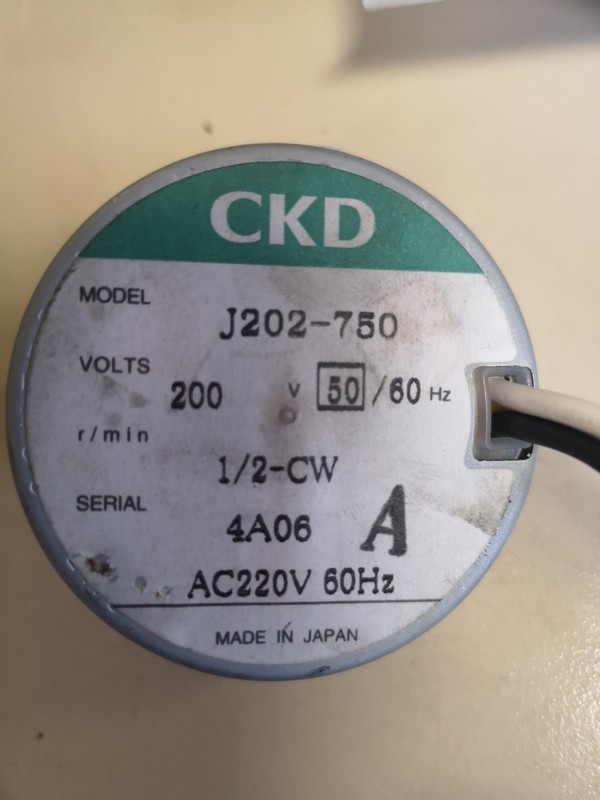 CKD
MODEL
J202-750
VOLTS
200 V 50/60 Hz
r/min
1/2-CW
SERIAL
4A06 A
AC220V 60Hz
MADE IN JAPAN